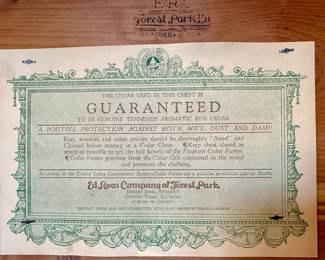 Forest Park
THE CEDAR USED IN THIS CHEST IS
GUARANTEED
TO BE GENUINE TENNESSEE AROMATIC RED CEDAR
A POSITIVE PROTECTION AGAINST MOTH, MICE, DUST AND DAMP
Furs, woolens and other articles should be thoroughly "Aired" and
Cleaned before storing in a Cedar Chest. ¶ Keep chest closed as
much as possible to get the full benefit of the Fragrant Cedar Fumes.
¶ Cedar Fumes generate from the Cedar Oils contained in the wood
and permeate the clothing.
According to the United States Government Reports Cedar Fumes are a positive protection against Moths.
Ed. Roos Company of Forest Park
FOREST PARK, ILLINOIS